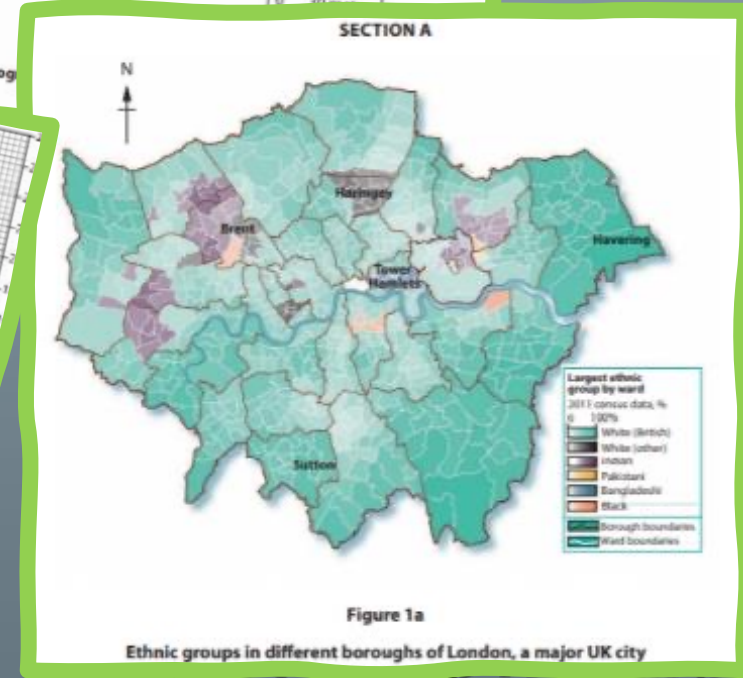 SECTION A
N
Haringey
Brent
Havering
Tower
Hamlets
Sutton
Largest ethnic
group by ward
2011 census data, %
100%
White (British)
White (other)
Indian
Pakistani
Bangladeshi
Black
Borough boundaries
Ward boundaries
Figure 1a
Ethnic groups in different boroughs of London, a major UK city